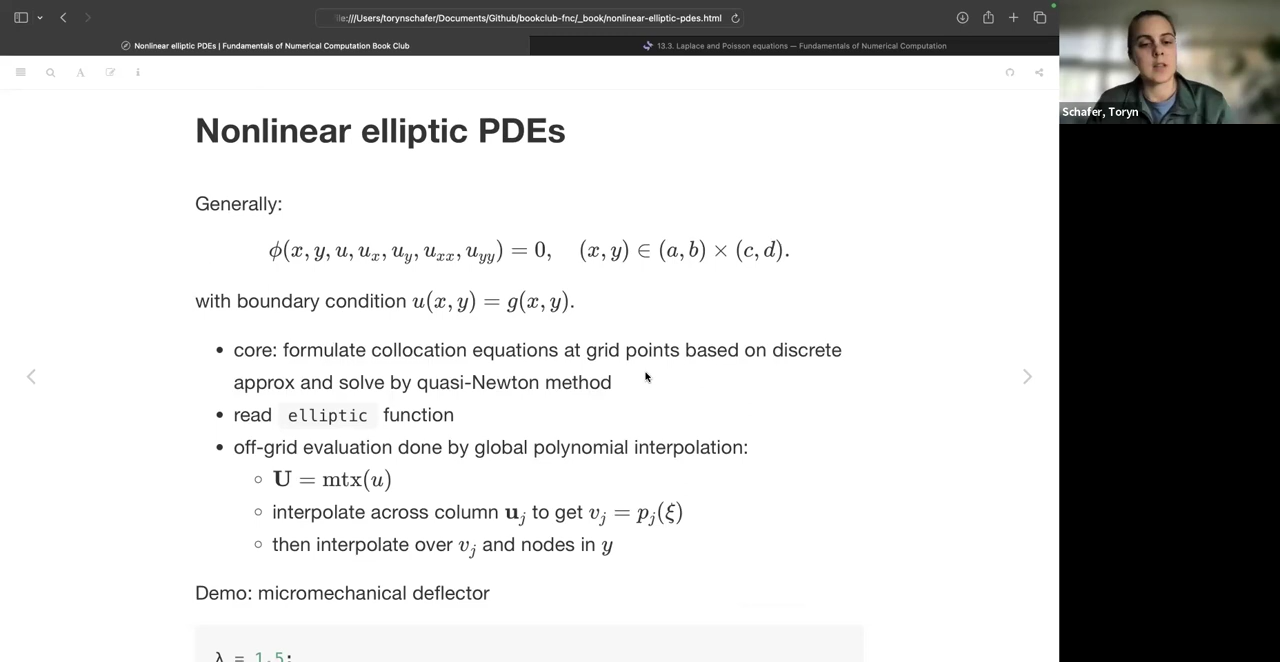 ile:///Users/torynschafer/Documents/Github/bookclub-fnc/_book/nonlinear-elliptic-pdes.html
Nonlinear elliptic PDEs | Fundamentals of Numerical Computation Book Club
13.3. Laplace and Poisson equations — Fundamentals of Numerical Computation
Schafer, Toryn
Nonlinear elliptic PDEs
Generally:
ϕ(x, y, u, u_x, u_y, u_xx, u_yy) = 0, (x, y) ∈ (a, b) × (c, d).
with boundary condition u(x, y) = g(x, y).
• core: formulate collocation equations at grid points based on discrete
approx and solve by quasi-Newton method
• read elliptic function
• off-grid evaluation done by global polynomial interpolation:
◦ U = mtx(u)
◦ interpolate across column u_j to get v_j = p_j(ξ)
◦ then interpolate over v_j and nodes in y
Demo: micromechanical deflector
λ = 1.5;